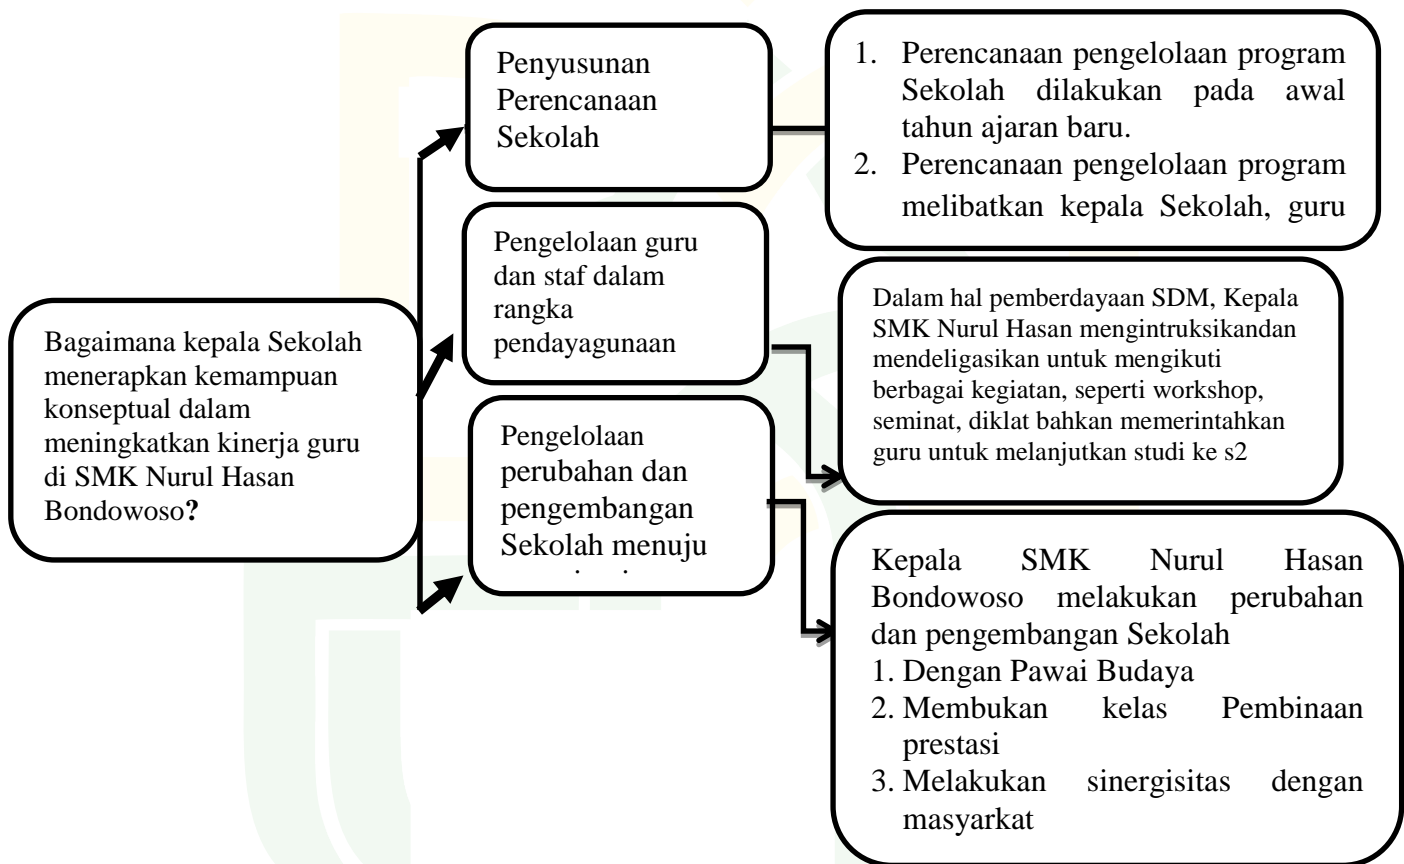 Bagaimana kepala Sekolah
menerapkan kemampuan
konseptual dalam
meningkatkan kinerja guru
di SMK Nurul Hasan
Bondowoso?
Penyusunan
Perencanaan
Sekolah
1. Perencanaan pengelolaan program
Sekolah dilakukan pada awal
tahun ajaran baru.
2. Perencanaan pengelolaan program
melibatkan kepala Sekolah, guru
Pengelolaan guru
dan staf dalam
rangka
pendayagunaan
Dalam hal pemberdayaan SDM, Kepala
SMK Nurul Hasan mengintruksikandan
mendeligasikan untuk mengikuti
berbagai kegiatan, seperti workshop,
seminat, diklat bahkan memerintahkan
guru untuk melanjutkan studi ke s2
Pengelolaan
perubahan dan
pengembangan
Sekolah menuju
Kepala SMK Nurul Hasan
Bondowoso melakukan perubahan
dan pengembangan Sekolah
1. Dengan Pawai Budaya
2. Membukan kelas Pembinaan
prestasi
3. Melakukan sinergisitas dengan
masyarkat